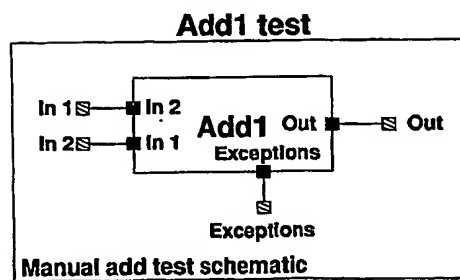 Add1 test
In 1 In 2
Add1 Out Out
In 2 In 1
Exceptions
Exceptions
Manual add test schematic